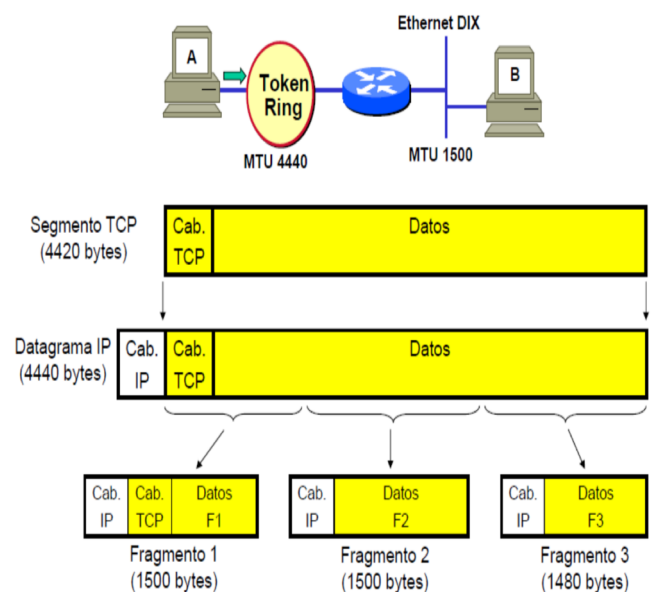 Ethernet DIX
A
B
Token
Ring
MTU 4440
MTU 1500
Segmento TCP
(4420 bytes)
Cab.
TCP
Datos
Datagrama IP
(4440 bytes)
Cab.
IP
Cab.
TCP
Datos
Cab.
IP
Cab.
TCP
Datos
F1
Cab.
IP
Datos
F2
Cab.
IP
Datos
F3
Fragmento 1
(1500 bytes)
Fragmento 2
(1500 bytes)
Fragmento 3
(1480 bytes)